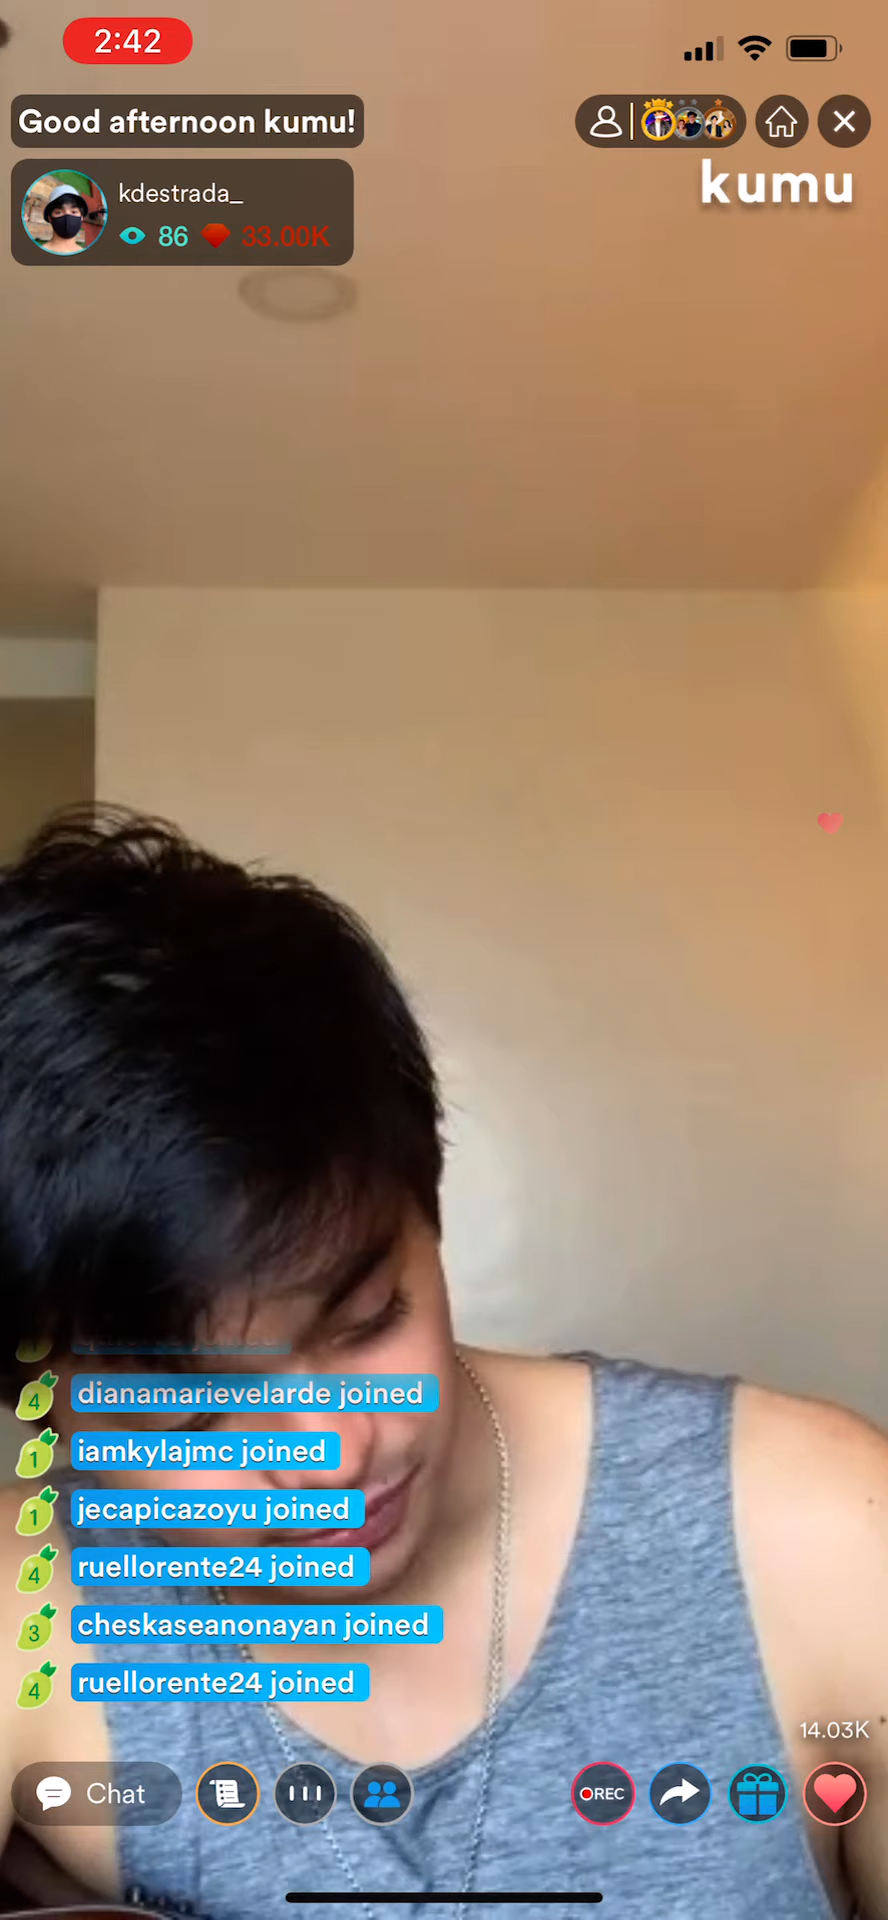 2:42
Good afternoon kumu!
kdestrada_
86 33.00K
kumu
joined
4 dianamarievelarde joined
1 iamkylajmc joined
1 jecapicazoyu joined
4 ruellorente24 joined
3 cheskaseanonayan joined
4 ruellorente24 joined
14.03K
Chat
REC